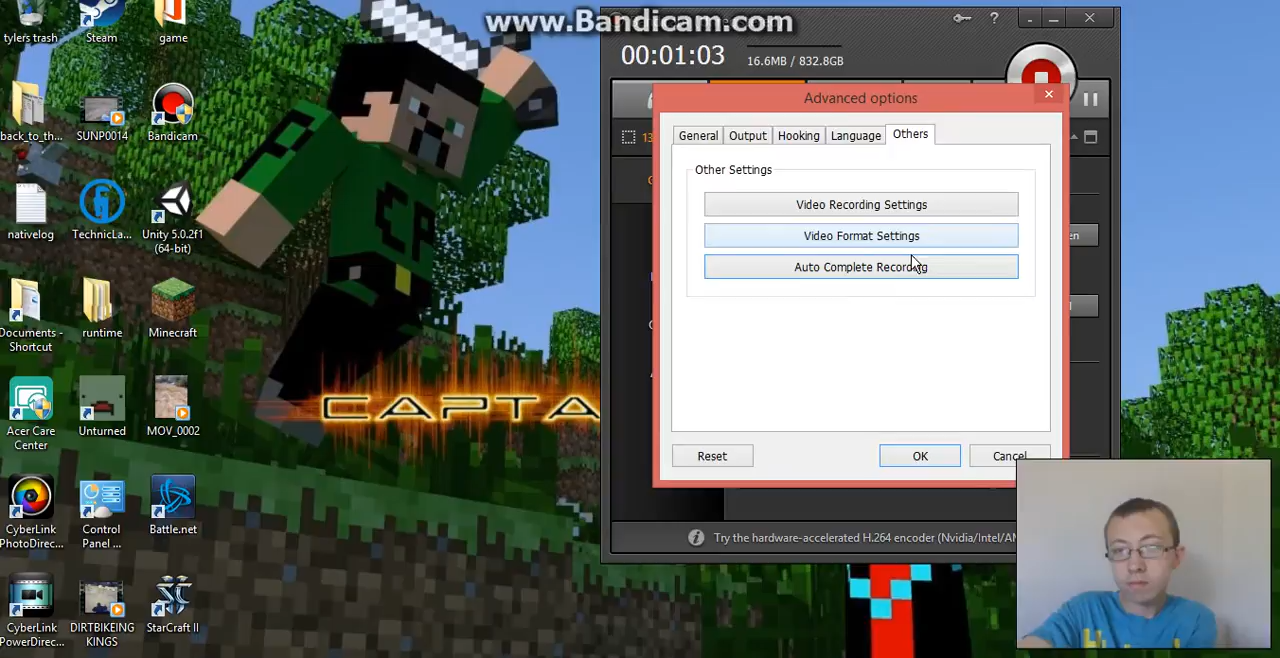 www.Bandicam.com
tylers trash
Steam
game
00:01:03
16.6MB / 832.8GB
?
Advanced options
back_to_th...
SUNP0014
Bandicam
General
Output
Hooking
Language
Others
13
Other Settings
Video Recording Settings
Video Format Settings
en
Auto Complete Recording
nativelog
TechnicLa...
Unity 5.0.2f1
(64-bit)
CP
Documents -
Shortcut
runtime
Minecraft
CAPTA
Acer Care
Center
Unturned
MOV_0002
Reset
OK
Cancel
CyberLink
PhotoDirec...
Control
Panel ...
Battle.net
Try the hardware-accelerated H.264 encoder (Nvidia/Intel/AM
CyberLink
PowerDirec...
DIRTBIKEING
KINGS
StarCraft II